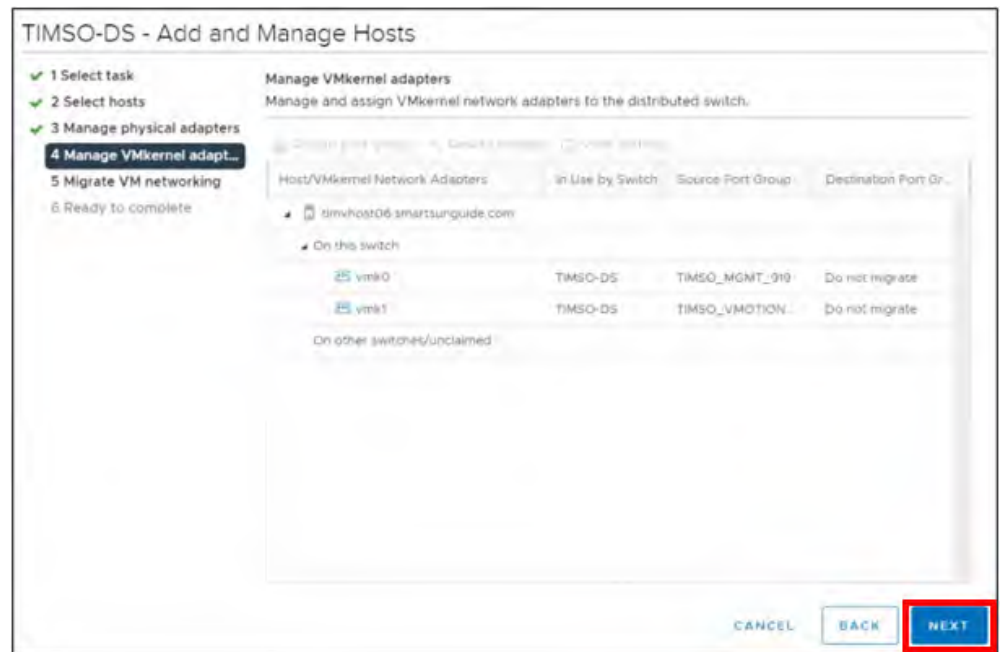 TIMSO-DS - Add and Manage Hosts
1 Select task
2 Select hosts
3 Manage physical adapters
4 Manage VMkernel adapt...
5 Migrate VM networking
6 Ready to complete
Manage VMkernel adapters
Manage and assign VMkernel network adapters to the distributed switch.
Host/VMkernel Network Adapters In Use by Switch Source Port Group Destination Port Gr...
timvhost06.smartsunguide.com
On this switch
vmk0 TIMSO-DS TIMSO_MGMT_919 Do not migrate
vmk1 TIMSO-DS TIMSO_VMOTION... Do not migrate
On other switches/unclaimed
CANCEL BACK NEXT